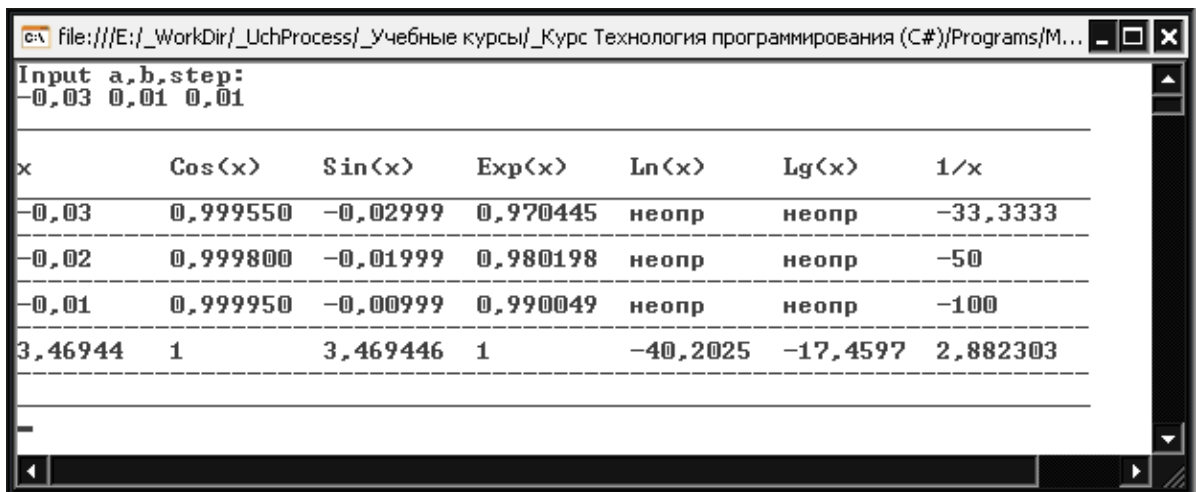 file:///E:/_WorkDir/_UchProcess/_Учебные курсы/_Курс Технология программирования (C#)/Programs/M...
Input a,b,step:
-0,03 0,01 0,01
x Cos(x) Sin(x) Exp(x) Ln(x) Lg(x) 1/x
-0,03 0,999550 -0,02999 0,970445 неопр неопр -33,3333
-0,02 0,999800 -0,01999 0,980198 неопр неопр -50
-0,01 0,999950 -0,00999 0,990049 неопр неопр -100
3,46944 1 3,469446 1 -40,2025 -17,4597 2,882303